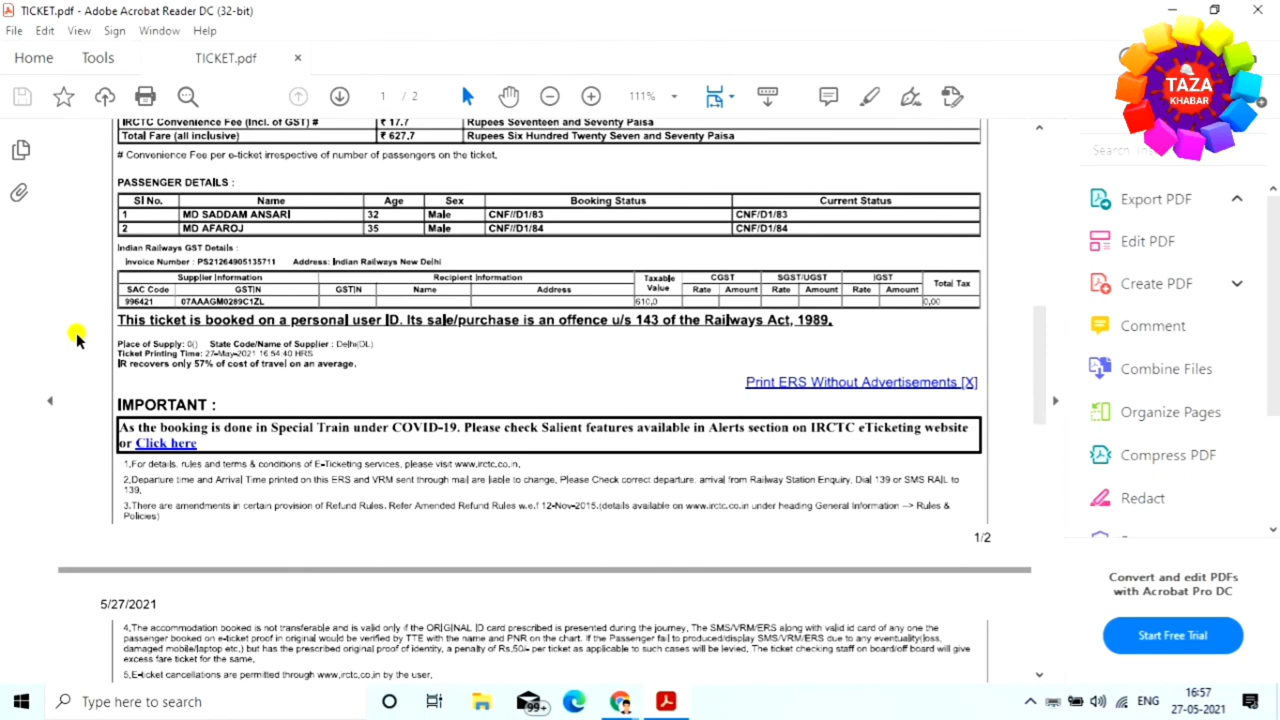 TICKET.pdf - Adobe Acrobat Reader DC (32-bit)
File Edit View Sign Window Help
Home Tools TICKET.pdf ×
1 / 2 111%
TAZA
KHABAR
IRCTC Convenience Fee (Incl. of GST) # ₹ 17.7 Rupees Seventeen and Seventy Paisa
Total Fare (all inclusive) ₹ 627.7 Rupees Six Hundred Twenty Seven and Seventy Paisa
# Convenience Fee per e-ticket irrespective of number of passengers on the ticket.
PASSENGER DETAILS :
Sl No. Name Age Sex Booking Status Current Status
1 MD SADDAM ANSARI 32 Male CNF//D1/83 CNF/D1/83
2 MD AFAROJ 35 Male CNF//D1/84 CNF/D1/84
Indian Railways GST Details :
Invoice Number : PS21264905135711 Address: Indian Railways New Delhi
Supplier Information Recipient Information Taxable Value CGST SGST/UGST IGST Total Tax
SAC Code GSTIN GSTIN Name Address Rate Amount Rate Amount Rate Amount
996421 07AAAGM0289C1ZL 610.0 0.00
This ticket is booked on a personal user ID. Its sale/purchase is an offence u/s 143 of the Railways Act, 1989.
Place of Supply: 0() State Code/Name of Supplier : Delhi(DL)
Ticket Printing Time: 27-May-2021 16:54:40 HRS
IR recovers only 57% of cost of travel on an average.
Print ERS Without Advertisements [X]
IMPORTANT :
As the booking is done in Special Train under COVID-19. Please check Salient features available in Alerts section on IRCTC eTicketing website
or Click here
1.For details, rules and terms & conditions of E-Ticketing services, please visit www.irctc.co.in.
2.Departure time and Arrival Time printed on this ERS and VRM sent through mail are liable to change. Please Check correct departure, arrival from Railway Station Enquiry, Dial 139 or SMS RAIL to
139.
3.There are amendments in certain provision of Refund Rules. Refer Amended Refund Rules w.e.f 12-Nov-2015.(details available on www.irctc.co.in under heading General Information --> Rules &
Policies)
1/2
5/27/2021
4.The accommodation booked is not transferable and is valid only if the ORIGINAL ID card prescribed is presented during the journey. The SMS/VRM/ERS along with valid id card of any one the
passenger booked on e-ticket proof in original would be verified by TTE with the name and PNR on the chart. If the Passenger fail to produced/display SMS/VRM/ERS due to any eventuality(loss,
damaged mobile/laptop etc.) but has the prescribed original proof of identity, a penalty of Rs.50/- per ticket as applicable to such cases will be levied. The ticket checking staff on board/off board will give
excess fare ticket for the same.
5.E-ticket cancellations are permitted through www.irctc.co.in by the user.
Export PDF
Edit PDF
Create PDF
Comment
Combine Files
Organize Pages
Compress PDF
Redact
Convert and edit PDFs
with Acrobat Pro DC
Start Free Trial
Type here to search
99+
ENG 16:57
27-05-2021